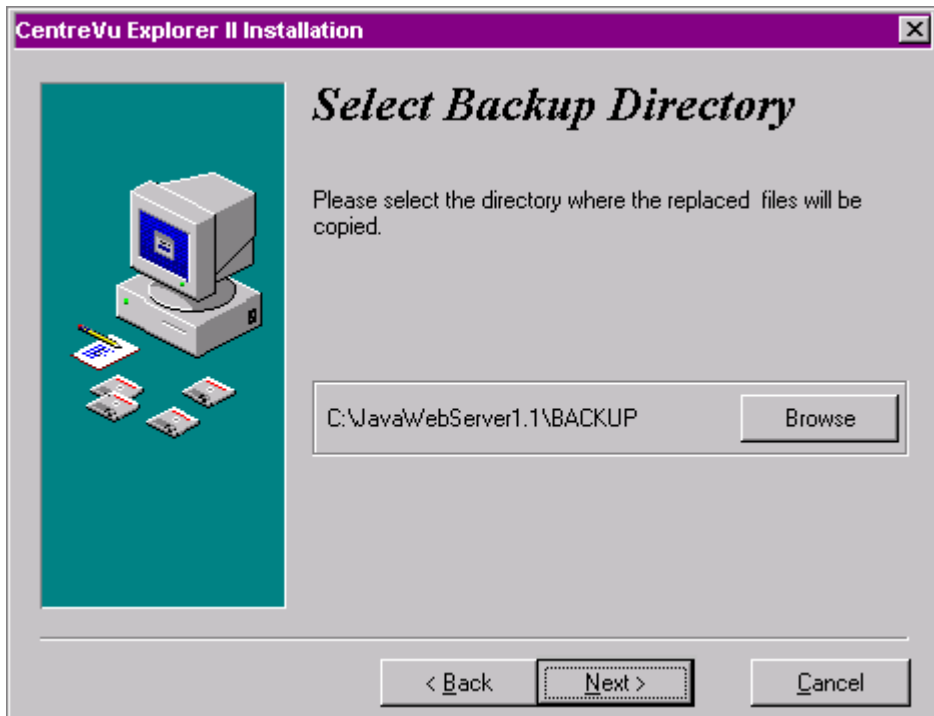 CentreVu Explorer II Installation
Select Backup Directory
Please select the directory where the replaced  files will be
copied.
C:\JavaWebServer1.1\BACKUP
Browse
< Back
Next >
Cancel